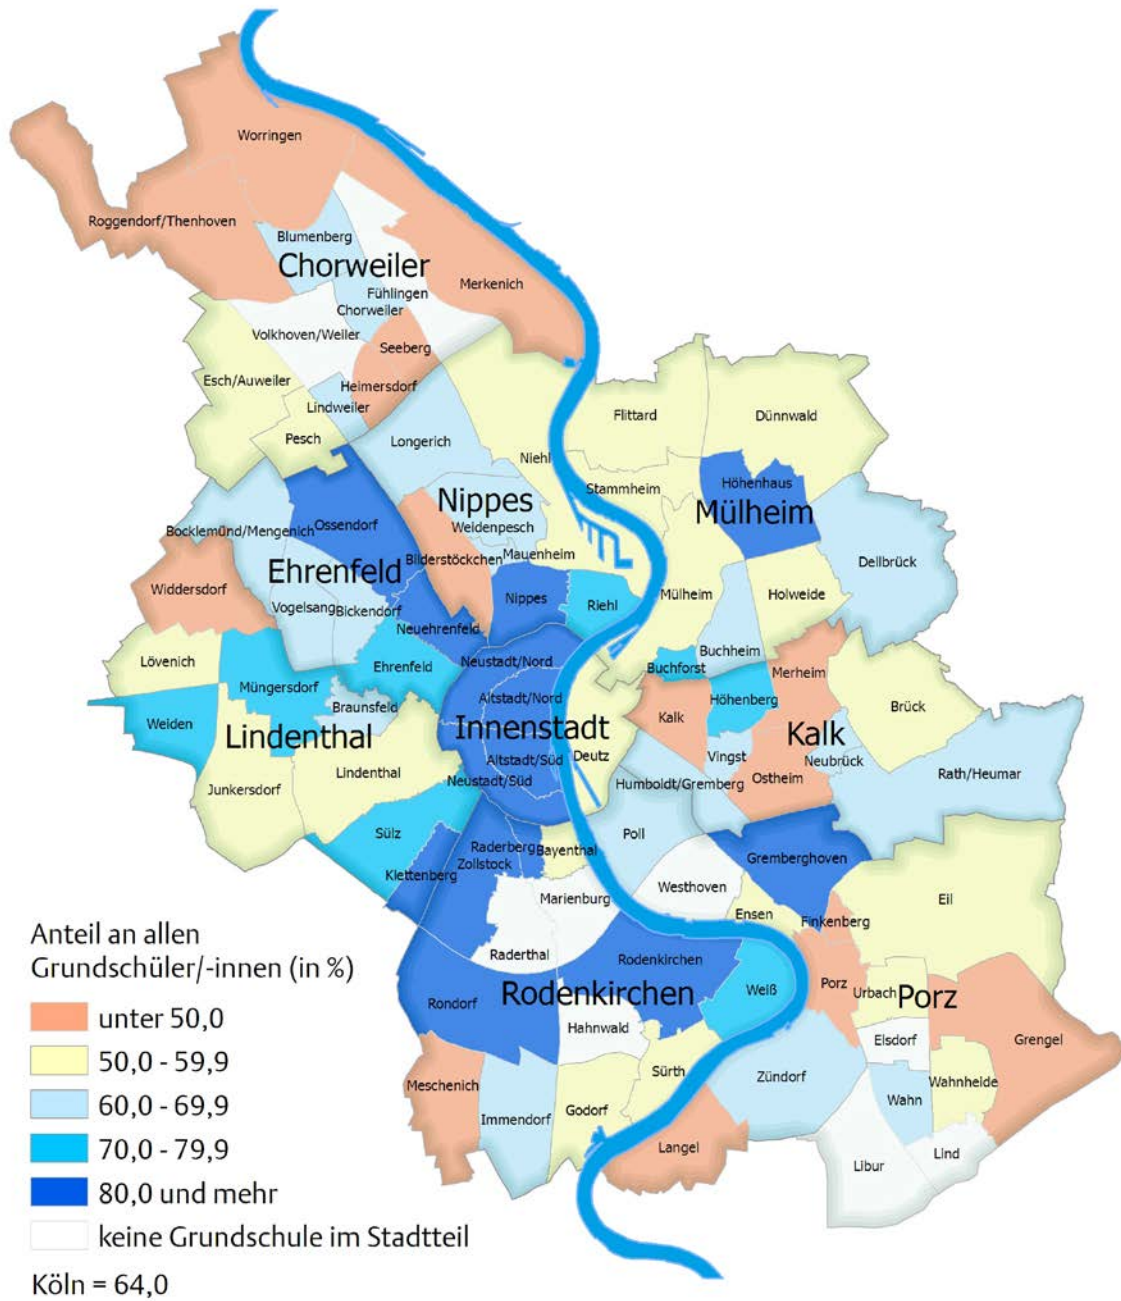 Worringen
Roggendorf/Thenhoven
Blumenberg
Chorweiler
Fühlingen
Merkenich
Chorweiler
Volkhoven/Weiler
Seeberg
Esch/Auweiler
Heimersdorf
Lindweiler
Flittard
Dünnwald
Pesch
Longerich
Niehl
Stammheim
Höhenhaus
Nippes
Mülheim
Ossendorf
Weidenpesch
Bocklemünd/Mengenich
Mauenheim
Bilderstöckchen
Dellbrück
Ehrenfeld
Widdersdorf
Nippes
Riehl
Mülheim
Holweide
Vogelsang
Bickendorf
Neuehrenfeld
Buchheim
Lövenich
Ehrenfeld
Neustadt/Nord
Buchforst
Merheim
Müngersdorf
Altstadt/Nord
Höhenberg
Braunsfeld
Brück
Weiden
Lindenthal
Innenstadt
Kalk
Kalk
Deutz
Vingst
Altstadt/Süd
Neubrück
Lindenthal
Rath/Heumar
Neustadt/Süd
Humboldt/Gremberg
Ostheim
Junkersdorf
Sülz
Poll
Raderberg
Bayenthal
Gremberghoven
Zollstock
Klettenberg
Westhoven
Marienburg
Eil
Ensen
Finkenberg
Raderthal
Rodenkirchen
Porz
Weiß
Urbach
Rodenkirchen
Porz
Rondorf
Hahnwald
Elsdorf
Grengel
Sürth
Zündorf
Meschenich
Wahnheide
Wahn
Immendorf
Godorf
Langel
Lind
Libur
Anteil an allen
Grundschüler/-innen (in %)
unter 50,0
50,0 - 59,9
60,0 - 69,9
70,0 - 79,9
80,0 und mehr
keine Grundschule im Stadtteil
Köln = 64,0